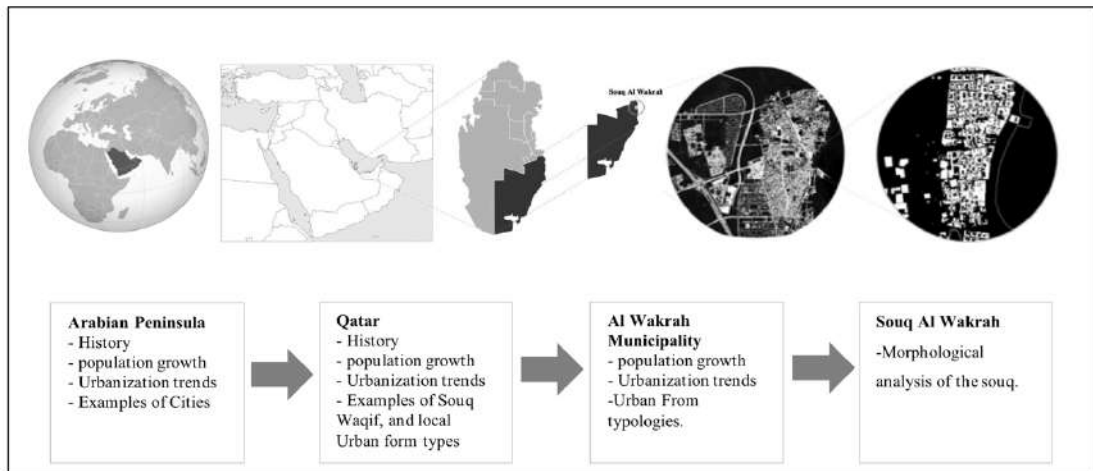 Souq Al Wakrah
Arabian Peninsula
- History
- population growth
- Urbanization trends
- Examples of Cities
Qatar
- History
- population growth
- Urbanization trends
- Examples of Souq
Waqif, and local
Urban form types
Al Wakrah
Municipality
- population growth
- Urbanization trends
-Urban From
typologies.
Souq Al Wakrah
-Morphological
analysis of the souq.